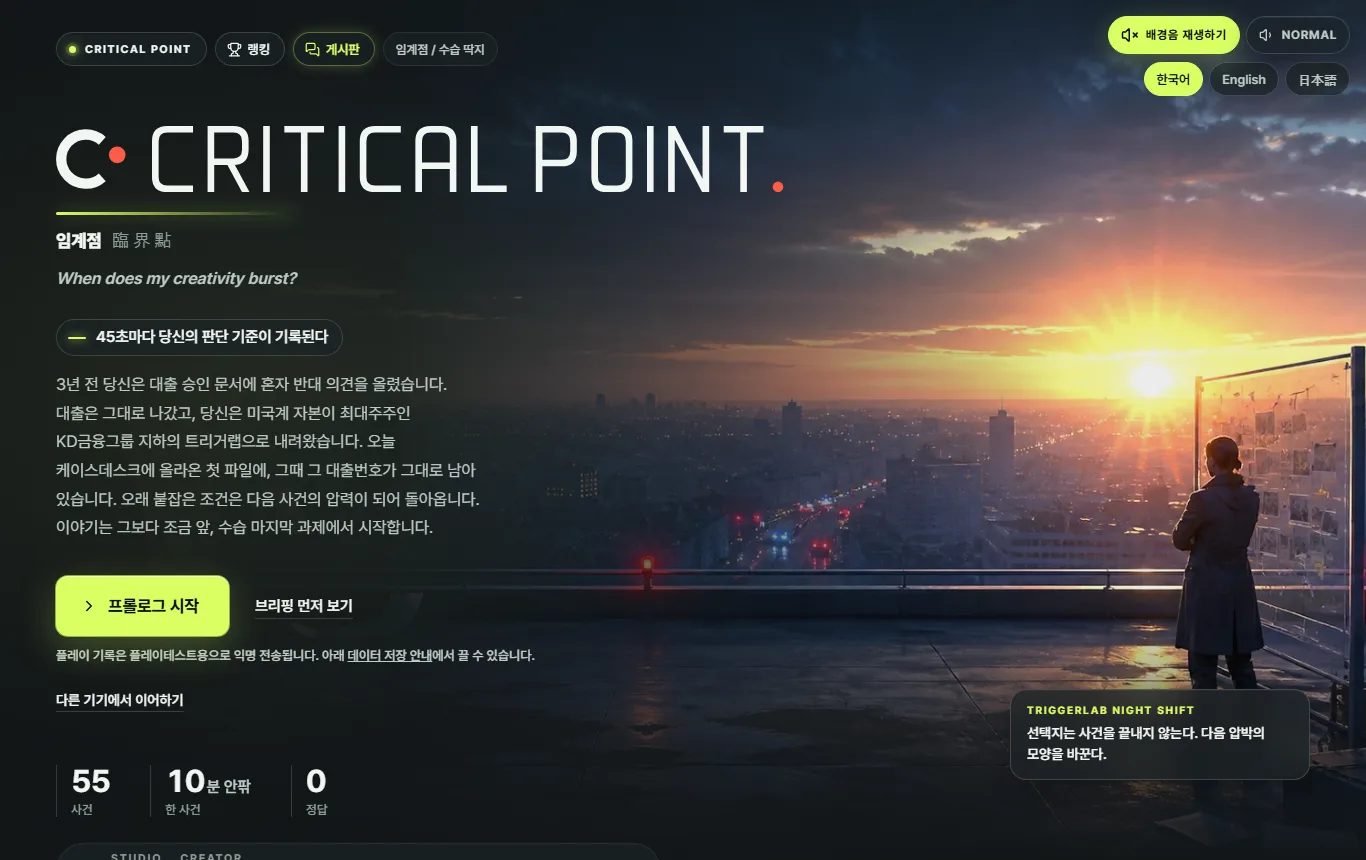 CRITICAL POINT
랭킹
게시판
임계점 / 수습 딱지
배경음 재생하기
NORMAL
한국어
English
日本語
C CRITICAL POINT.
임계점 臨界點
When does my creativity burst?
45초마다 당신의 판단 기준이 기록된다
3년 전 당신은 대출 승인 문서에 혼자 반대 의견을 올렸습니다.
대출은 그대로 나갔고, 당신은 미국계 자본이 최대주주인
KD금융그룹 지하의 트리거랩으로 내려왔습니다. 오늘
케이스데스크에 올라온 첫 파일에, 그때 그 대출번호가 그대로 남아
있습니다. 오래 붙잡은 조건은 다음 사건의 압력이 되어 돌아옵니다.
이야기는 그보다 조금 앞, 수습 마지막 과제에서 시작합니다.
프롤로그 시작
브리핑 먼저 보기
플레이 기록은 플레이테스트용으로 익명 전송됩니다. 아래 데이터 저장 안내에서 끌 수 있습니다.
다른 기기에서 이어하기
TRIGGERLAB NIGHT SHIFT
선택지는 사건을 끝내지 않는다. 다음 압박의
모양을 바꾼다.
55
사건
10분 안팎
한 사건
0
정답
STUDIO CREATOR